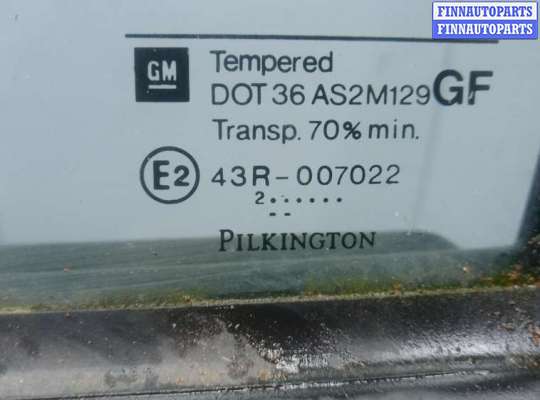 FINNAUTOPARTS
FINNAUTOPARTS
GM
Tempered
DOT 36 AS2M129 GF
Transp. 70% min.
E2 43R-007022
2.......
--
PILKINGTON